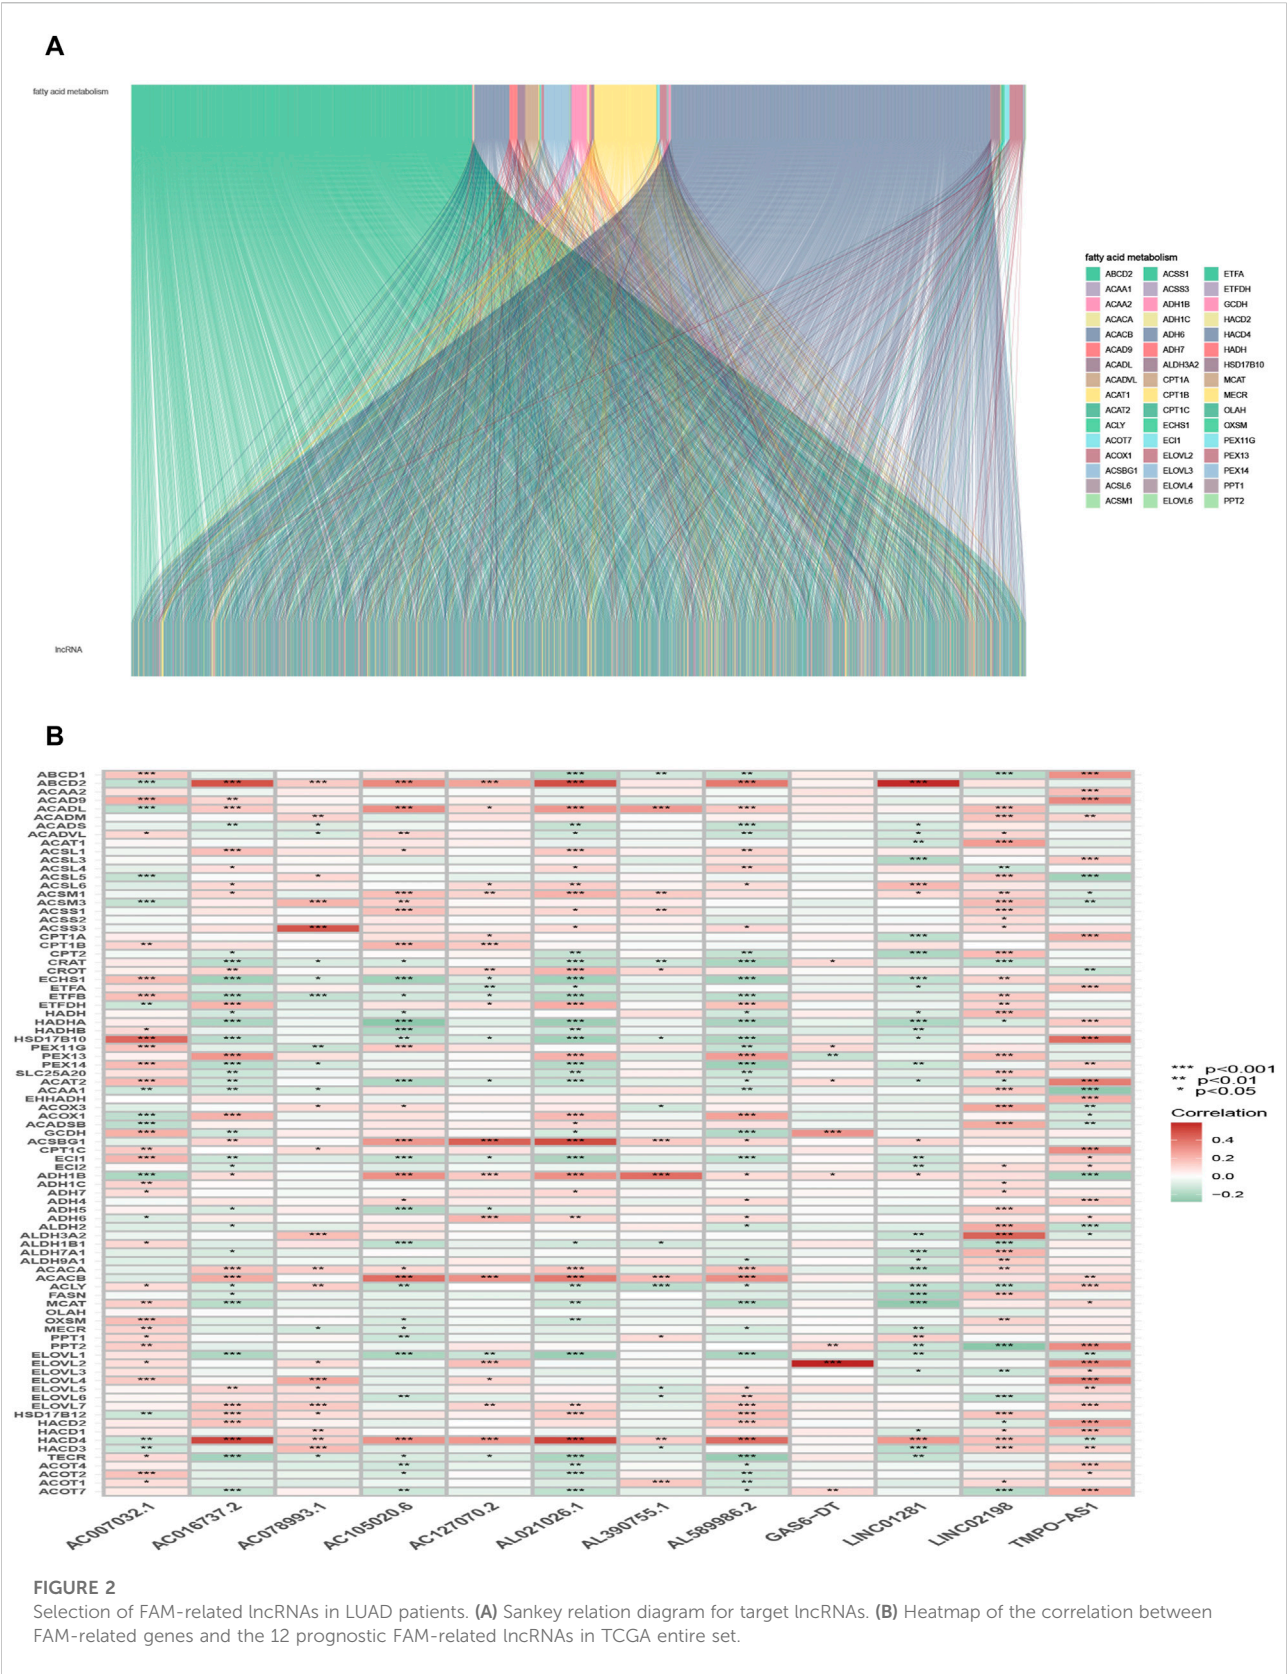 A
fatty acid metabolism
lncRNA
fatty acid metabolism
ABCD2 ACSS1 ETFA
ACAA1 ACSS3 ETFDH
ACAA2 ADH1B GCDH
ACACA ADH1C HACD2
ACACB ADH6 HACD4
ACAD9 ADH7 HADH
ACADL ALDH3A2 HSD17B10
ACADVL CPT1A MCAT
ACAT1 CPT1B MECR
ACAT2 CPT1C OLAH
ACLY ECHS1 OXSM
ACOT7 ECI1 PEX11G
ACOX1 ELOVL2 PEX13
ACSBG1 ELOVL3 PEX14
ACSL6 ELOVL4 PPT1
ACSM1 ELOVL6 PPT2
B
ABCD1
ABCD2
ACAA2
ACAD9
ACADL
ACADM
ACADS
ACADVL
ACAT1
ACSL1
ACSL3
ACSL4
ACSL5
ACSL6
ACSM1
ACSM3
ACSS1
ACSS2
ACSS3
CPT1A
CPT1B
CPT2
CRAT
CROT
ECHS1
ETFA
ETFB
ETFDH
HADH
HADHA
HADHB
HSD17B10
PEX11G
PEX13
PEX14
SLC25A20
ACAT2
ACAA1
EHHADH
ACOX3
ACOX1
ACADSB
GCDH
ACSBG1
CPT1C
ECI1
ECI2
ADH1B
ADH1C
ADH7
ADH4
ADH5
ADH6
ALDH2
ALDH3A2
ALDH1B1
ALDH7A1
ALDH9A1
ACACA
ACACB
ACLY
FASN
MCAT
OLAH
OXSM
MECR
PPT1
PPT2
ELOVL1
ELOVL2
ELOVL3
ELOVL4
ELOVL5
ELOVL6
ELOVL7
HSD17B12
HACD2
HACD1
HACD4
HACD3
TECR
ACOT4
ACOT2
ACOT1
ACOT7
AC007032.1 AC016737.2 AC078993.1 AC105020.6 AC127070.2 AL021026.1 AL390755.1 AL589986.2 GAS6-DT LINC01281 LINC02198 TMPO-AS1
*** p<0.001
** p<0.01
* p<0.05
Correlation
0.4
0.2
0.0
-0.2
FIGURE 2
Selection of FAM-related lncRNAs in LUAD patients. (A) Sankey relation diagram for target lncRNAs. (B) Heatmap of the correlation between
FAM-related genes and the 12 prognostic FAM-related lncRNAs in TCGA entire set.